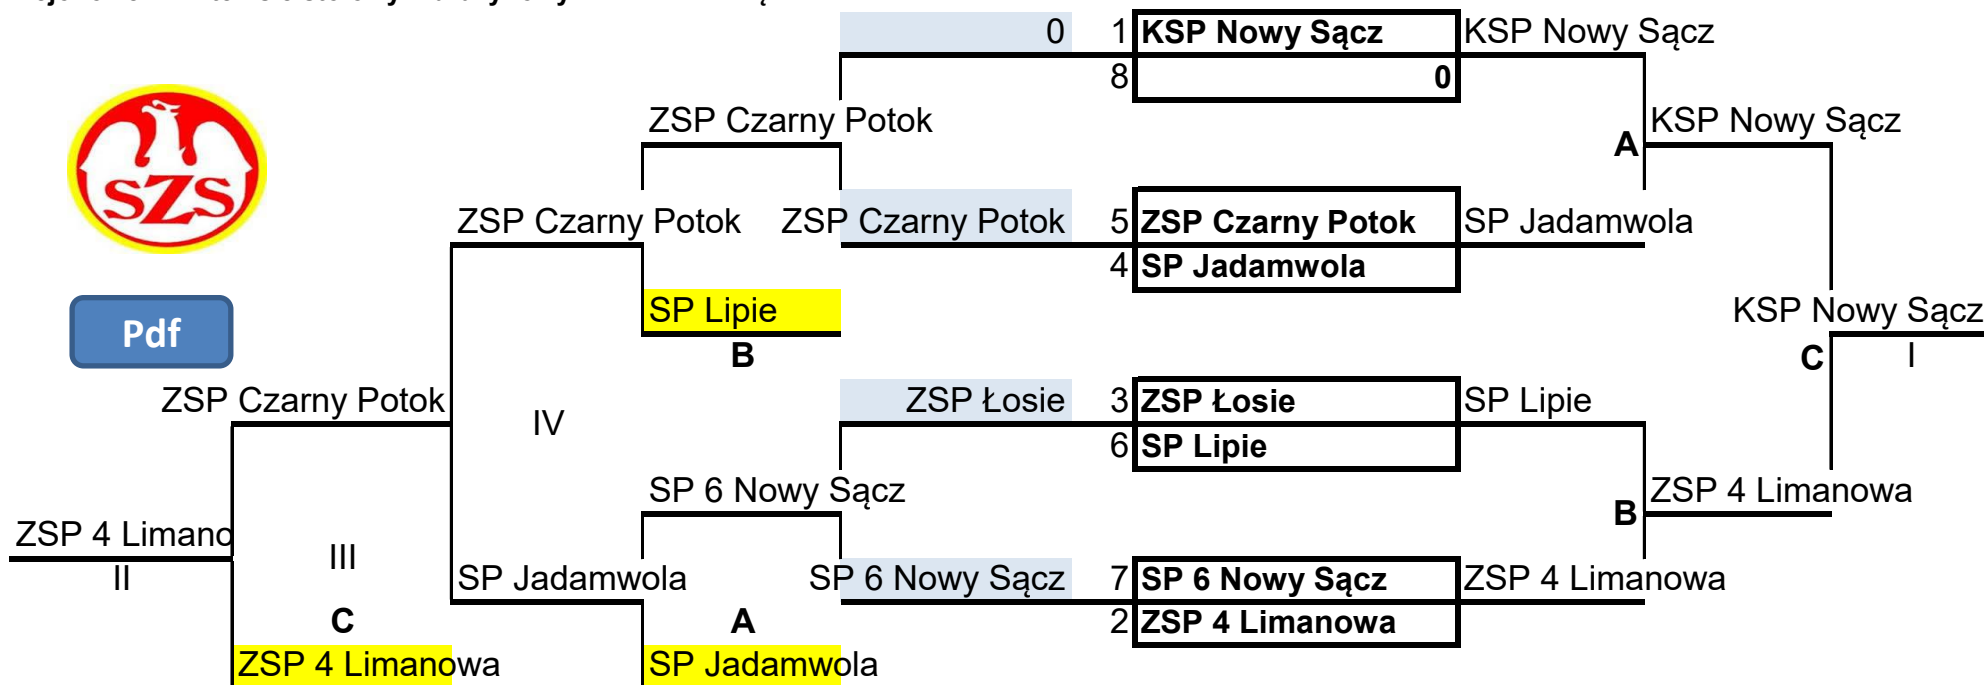 0 1 KSP Nowy Sącz KSP Nowy Sącz
8 0
ZSP Czarny Potok KSP Nowy Sącz
A
SZS
ZSP Czarny Potok ZSP Czarny Potok 5 ZSP Czarny Potok SP Jadamwola
4 SP Jadamwola
SP Lipie KSP Nowy Sącz
Pdf
B C I
ZSP Czarny Potok ZSP Łosie 3 ZSP Łosie SP Lipie
IV
6 SP Lipie
SP 6 Nowy Sącz ZSP 4 Limanowa
B
ZSP 4 Limano
III
II SP Jadamwola SP 6 Nowy Sącz 7 SP 6 Nowy Sącz ZSP 4 Limanowa
C A 2 ZSP 4 Limanowa
ZSP 4 Limanowa SP Jadamwola